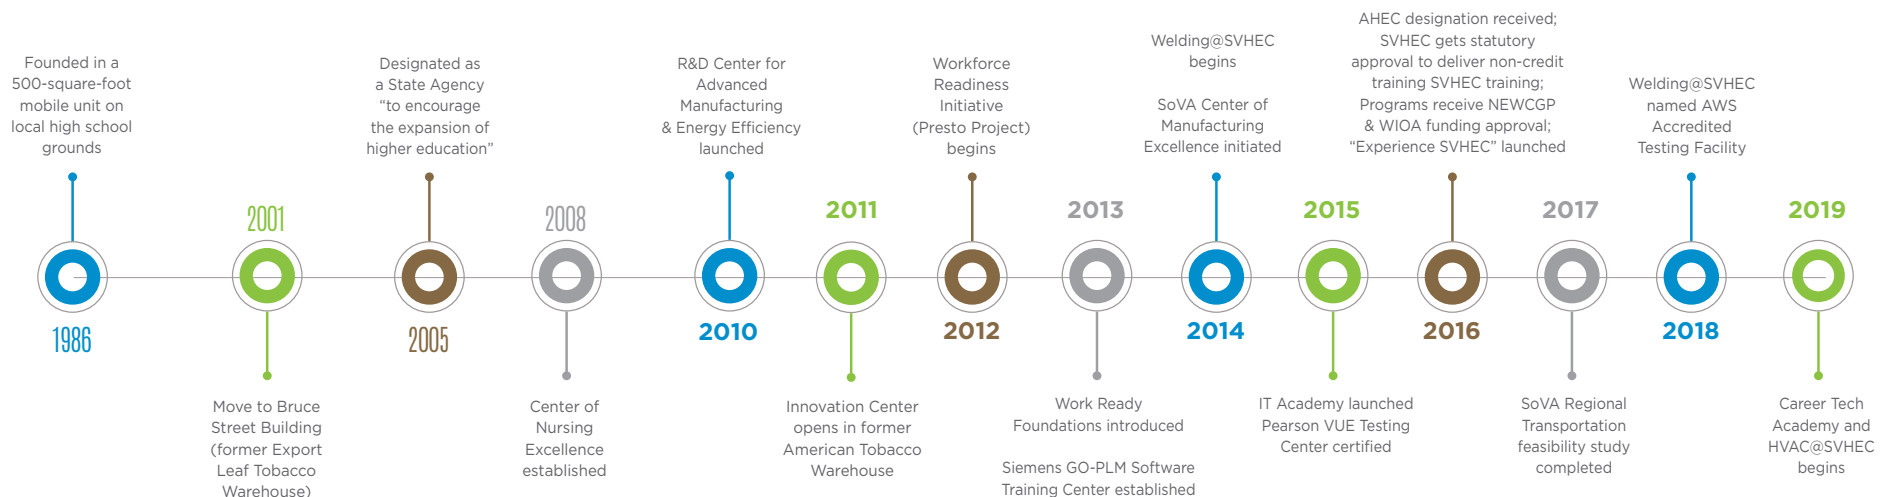 Founded in a
500-square-foot
mobile unit on
local high school
grounds
1986
2001
Move to Bruce
Street Building
(former Export
Leaf Tobacco
Warehouse)
Designated as
a State Agency
“to encourage
the expansion of
higher education”
2005
2008
Center of
Nursing
Excellence
established
R&D Center for
Advanced
Manufacturing
& Energy Efficiency
launched
2010
2011
Innovation Center
opens in former
American Tobacco
Warehouse
Workforce
Readiness
Initiative
(Presto Project)
begins
2012
2013
Work Ready
Foundations introduced
Siemens GO-PLM Software
Training Center established
Welding@SVHEC
begins
SoVA Center of
Manufacturing
Excellence initiated
2014
2015
IT Academy launched
Pearson VUE Testing
Center certified
AHEC designation received;
SVHEC gets statutory
approval to deliver non-credit
training SVHEC training;
Programs receive NEWCGP
& WIOA funding approval;
“Experience SVHEC” launched
2016
2017
SoVA Regional
Transportation
feasibility study
completed
Welding@SVHEC
named AWS
Accredited
Testing Facility
2018
2019
Career Tech
Academy and
HVAC@SVHEC
begins